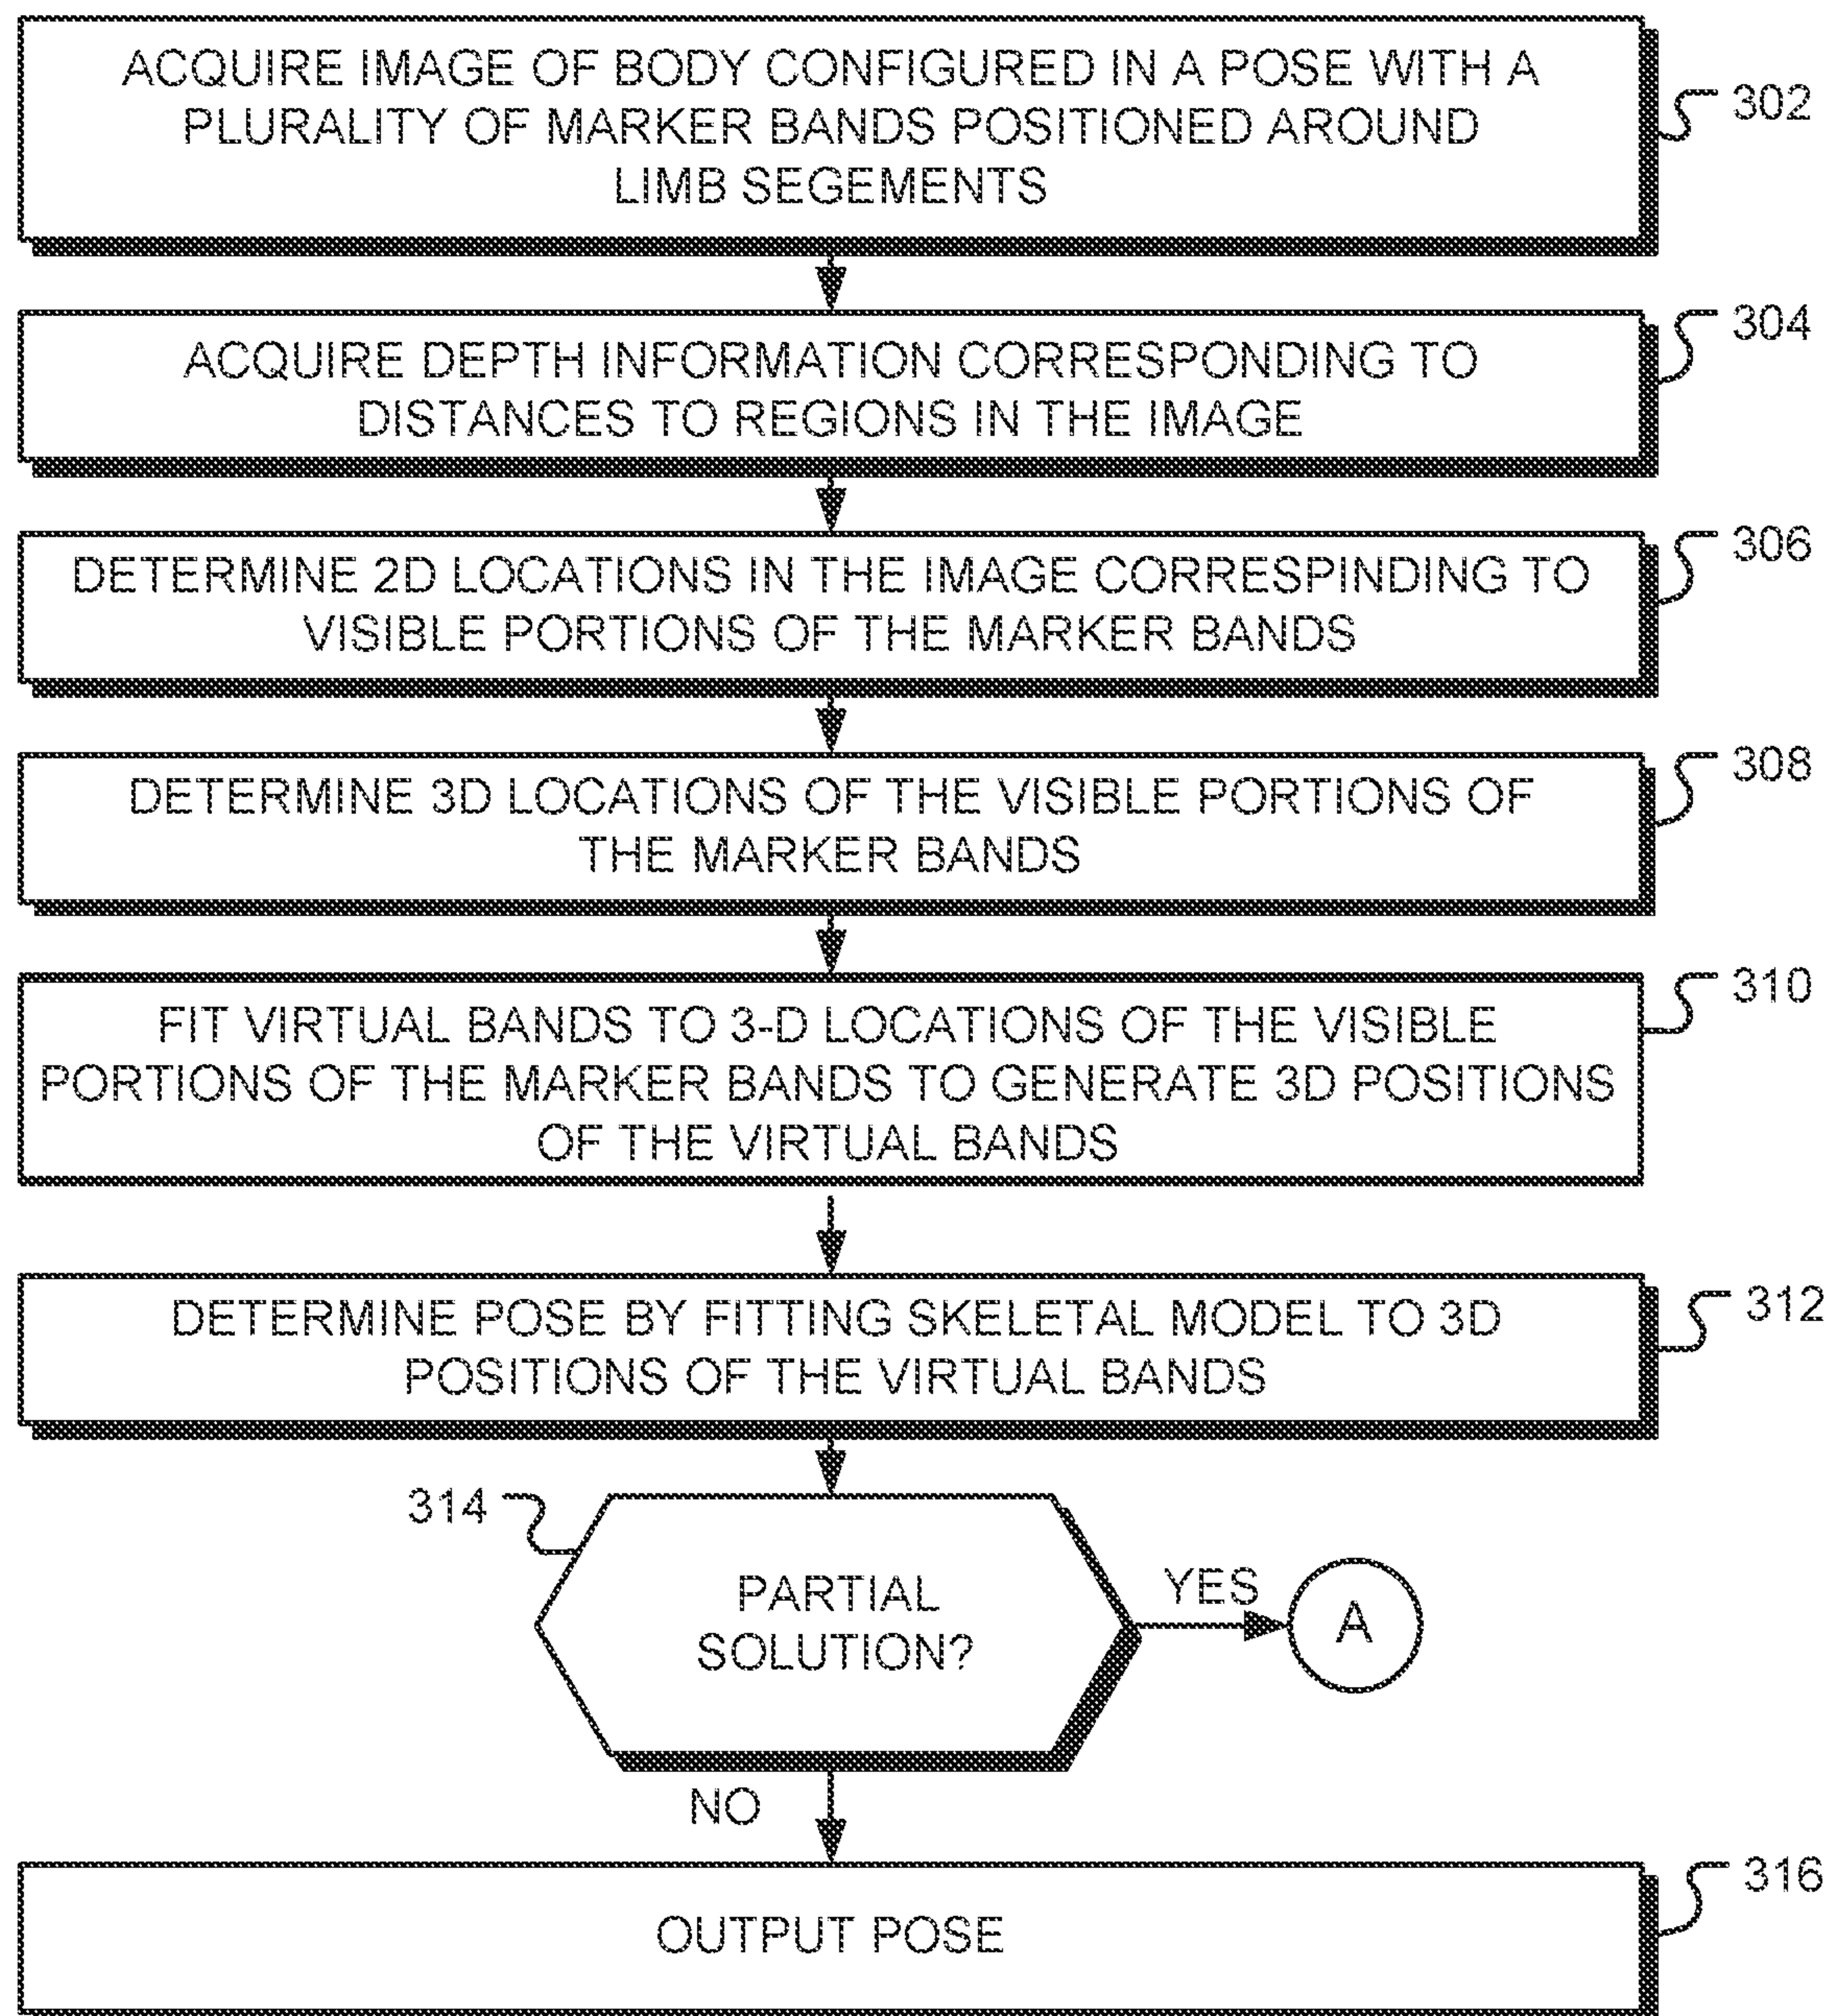 ACQUIRE IMAGE OF BODY CONFIGURED IN A POSE WITH A
PLURALITY OF MARKER BANDS POSITIONED AROUND
LIMB SEGEMENTS
302
ACQUIRE DEPTH INFORMATION CORRESPONDING TO
DISTANCES TO REGIONS IN THE IMAGE
304
DETERMINE 2D LOCATIONS IN THE IMAGE CORRESPINDING TO
VISIBLE PORTIONS OF THE MARKER BANDS
306
DETERMINE 3D LOCATIONS OF THE VISIBLE PORTIONS OF
THE MARKER BANDS
308
FIT VIRTUAL BANDS TO 3-D LOCATIONS OF THE VISIBLE
PORTIONS OF THE MARKER BANDS TO GENERATE 3D POSITIONS
OF THE VIRTUAL BANDS
310
DETERMINE POSE BY FITTING SKELETAL MODEL TO 3D
POSITIONS OF THE VIRTUAL BANDS
312
314
PARTIAL
SOLUTION?
YES
A
NO
OUTPUT POSE
316